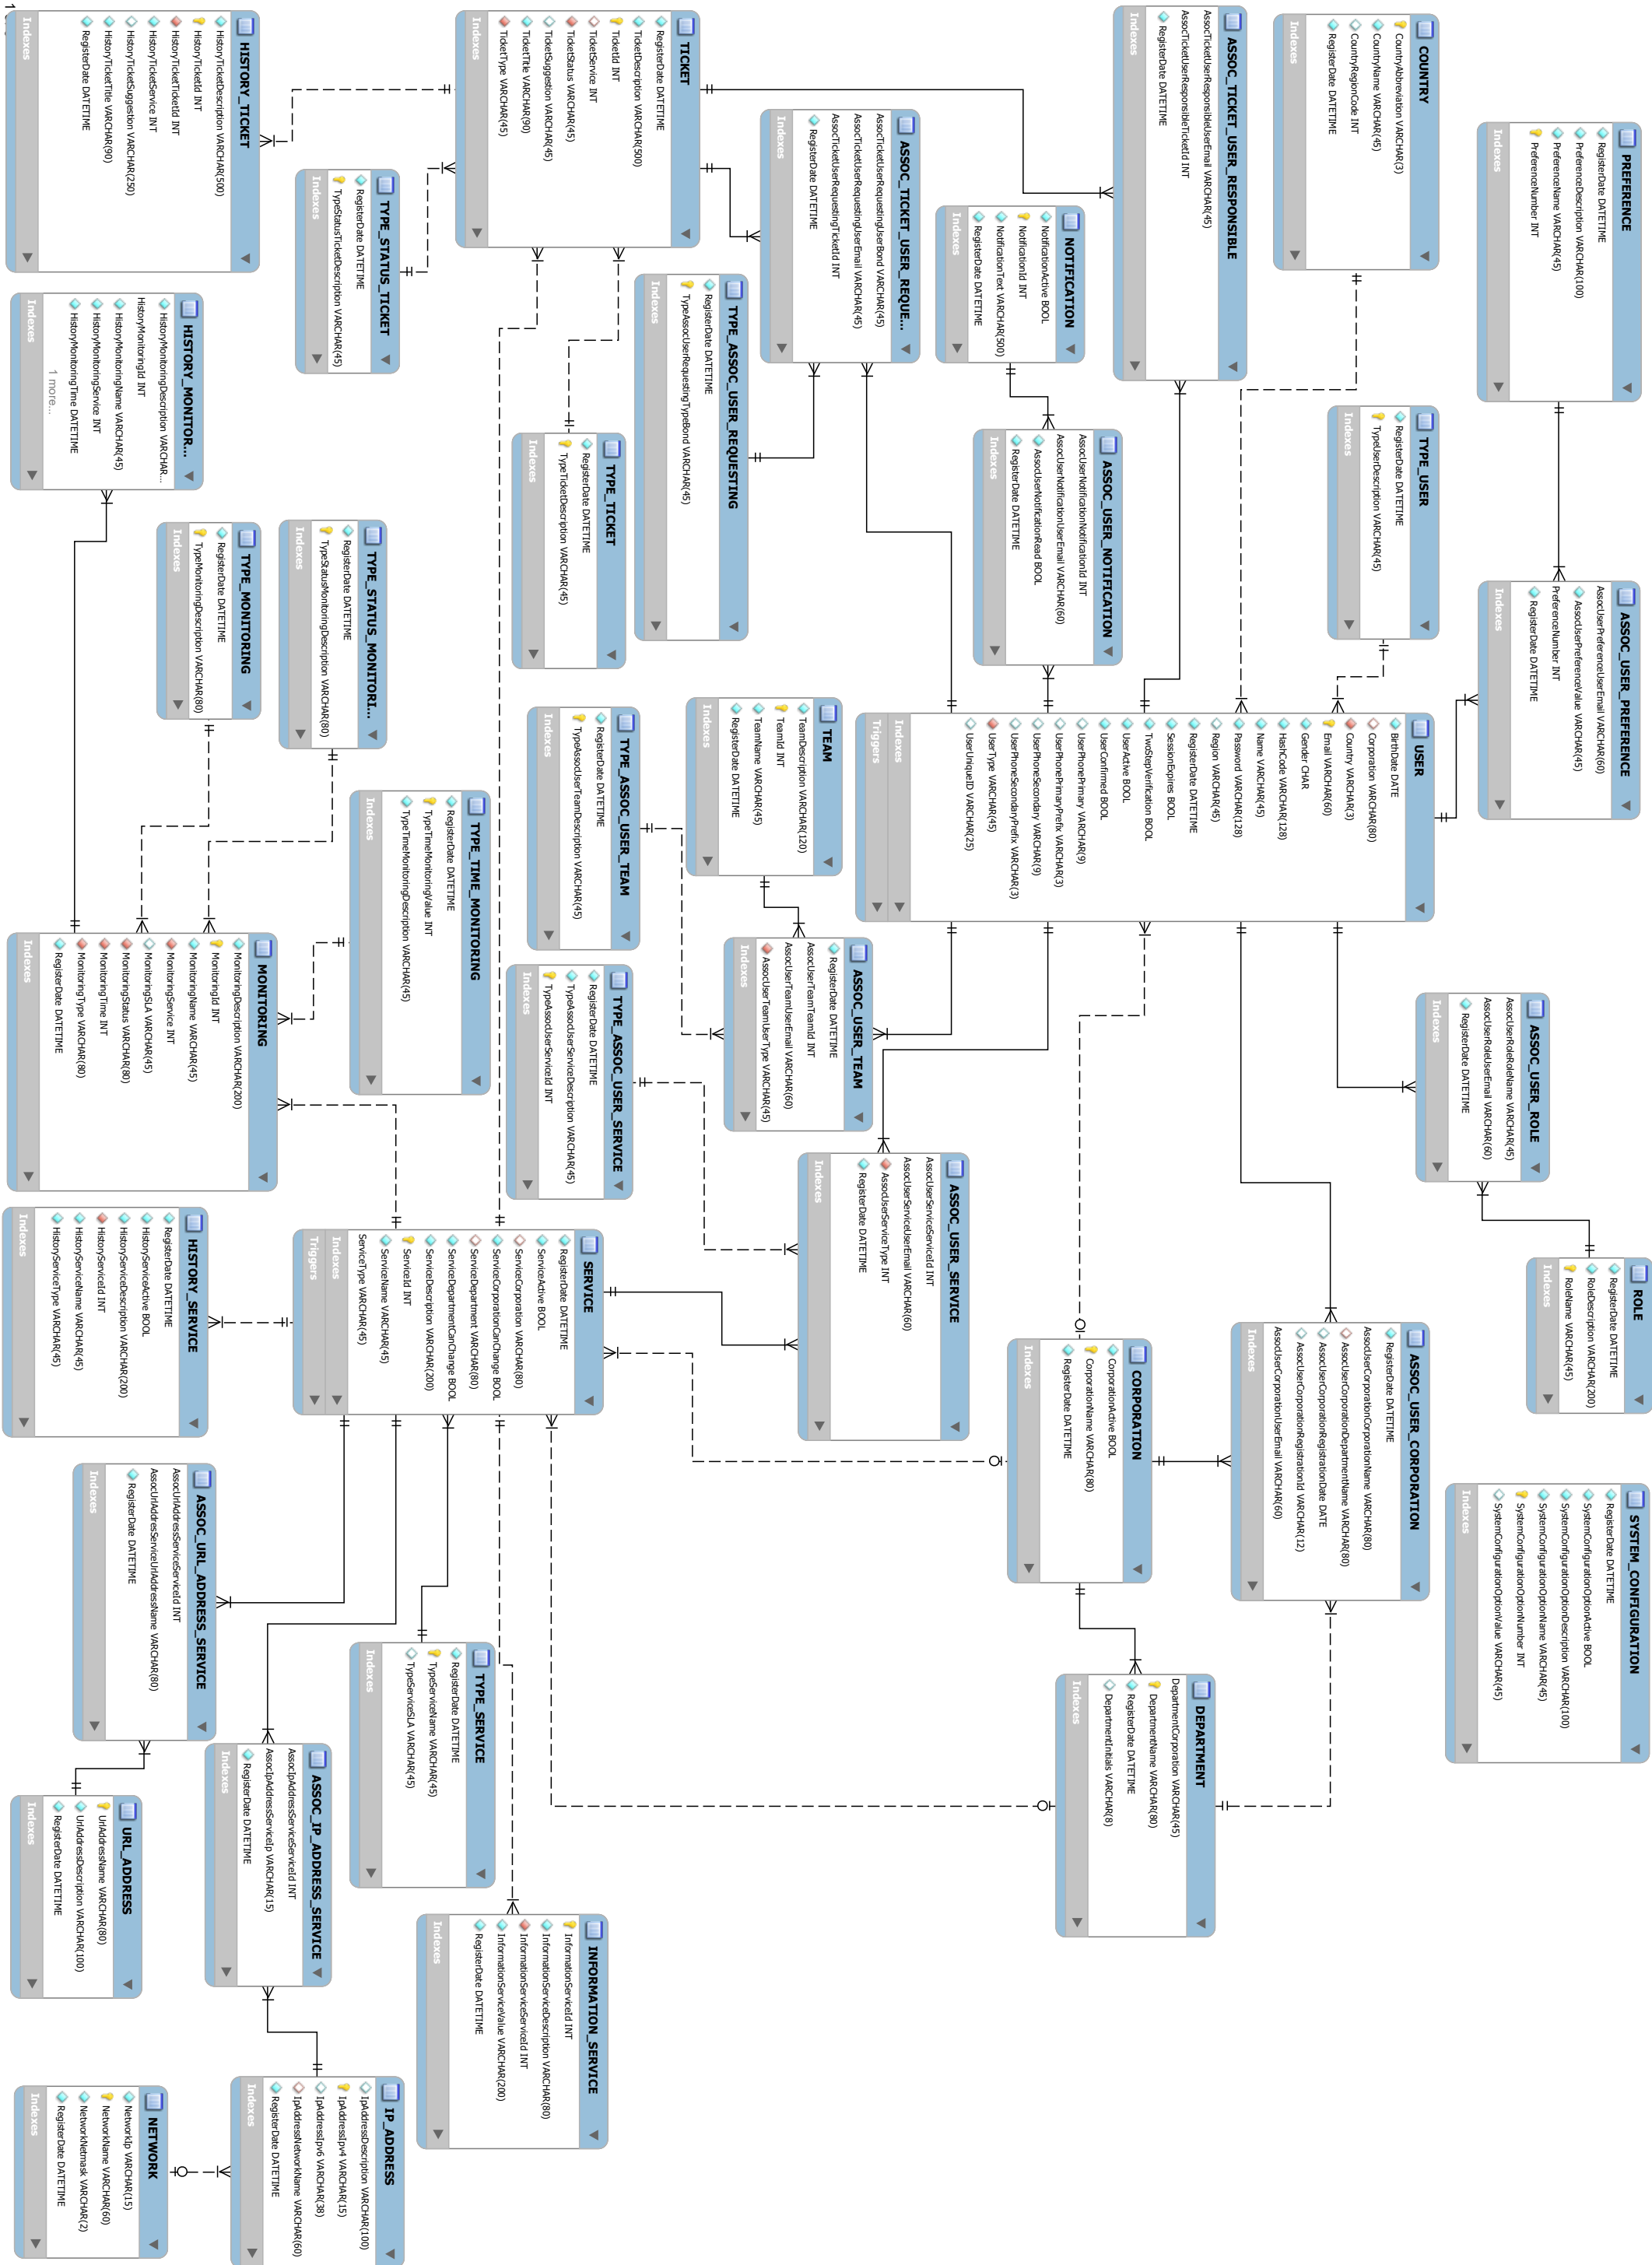 PREFERENCE
RegisterDate DATETIME
PreferenceDescription VARCHAR(100)
PreferenceName VARCHAR(45)
PreferenceNumber INT
Indexes
ASSOC_USER_PREFERENCE
AssocUserPreferenceUserEmail VARCHAR(60)
AssocUserPreferenceValue VARCHAR(45)
PreferenceNumber INT
RegisterDate DATETIME
Indexes
SYSTEM_CONFIGURATION
RegisterDate DATETIME
SystemConfigurationOptionActive BOOL
SystemConfigurationOptionDescription VARCHAR(100)
SystemConfigurationOptionName VARCHAR(45)
SystemConfigurationOptionNumber INT
SystemConfigurationOptionValue VARCHAR(45)
Indexes
ROLE
RegisterDate DATETIME
RoleDescription VARCHAR(200)
RoleName VARCHAR(45)
Indexes
ASSOC_USER_ROLE
AssocUserRoleRoleName VARCHAR(45)
AssocUserRoleUserEmail VARCHAR(60)
RegisterDate DATETIME
Indexes
COUNTRY
CountryAbbreviation VARCHAR(3)
CountryName VARCHAR(45)
CountryRegionCode INT
RegisterDate DATETIME
Indexes
TYPE_USER
RegisterDate DATETIME
TypeUserDescription VARCHAR(45)
Indexes
USER
BirthDate DATE
Corporation VARCHAR(80)
Country VARCHAR(3)
Email VARCHAR(60)
Gender CHAR
HashCode VARCHAR(128)
Name VARCHAR(45)
Password VARCHAR(128)
Region VARCHAR(45)
RegisterDate DATETIME
SessionExpires BOOL
TwoStepVerification BOOL
UserActive BOOL
UserConfirmed BOOL
UserPhonePrimary VARCHAR(9)
UserPhonePrimaryPrefix VARCHAR(3)
UserPhoneSecondary VARCHAR(9)
UserPhoneSecondaryPrefix VARCHAR(3)
UserType VARCHAR(45)
UserUniqueID VARCHAR(25)
Indexes
Triggers
ASSOC_USER_CORPORATION
RegisterDate DATETIME
AssocUserCorporationCorporationName VARCHAR(80)
AssocUserCorporationDepartmentName VARCHAR(80)
AssocUserCorporationRegistrationDate DATE
AssocUserCorporationRegistrationId VARCHAR(12)
AssocUserCorporationUserEmail VARCHAR(60)
Indexes
ASSOC_TICKET_USER_RESPONSIBLE
AssocTicketUserResponsibleUserEmail VARCHAR(45)
AssocTicketUserResponsibleTicketId INT
RegisterDate DATETIME
Indexes
DEPARTMENT
DepartmentCorporation VARCHAR(45)
DepartmentName VARCHAR(80)
RegisterDate DATETIME
DepartmentInitials VARCHAR(8)
Indexes
CORPORATION
CorporationActive BOOL
CorporationName VARCHAR(80)
RegisterDate DATETIME
Indexes
ASSOC_USER_NOTIFICATION
AssocUserNotificationNotificationId INT
AssocUserNotificationUserEmail VARCHAR(60)
AssocUserNotificationRead BOOL
RegisterDate DATETIME
Indexes
NOTIFICATION
NotificationActive BOOL
NotificationId INT
NotificationText VARCHAR(500)
RegisterDate DATETIME
Indexes
ASSOC_USER_SERVICE
AssocUserServiceServiceId INT
AssocUserServiceUserEmail VARCHAR(60)
AssocUserServiceType INT
RegisterDate DATETIME
Indexes
ASSOC_TICKET_USER_REQUE...
AssocTicketUserRequestingUserBond VARCHAR(45)
AssocTicketUserRequestingUserEmail VARCHAR(45)
AssocTicketUserRequestingTicketId INT
RegisterDate DATETIME
Indexes
ASSOC_USER_TEAM
RegisterDate DATETIME
AssocUserTeamTeamId INT
AssocUserTeamUserEmail VARCHAR(60)
AssocUserTeamUserType VARCHAR(45)
Indexes
TEAM
TeamDescription VARCHAR(120)
TeamId INT
TeamName VARCHAR(45)
RegisterDate DATETIME
Indexes
TYPE_ASSOC_USER_REQUESTING
RegisterDate DATETIME
TypeAssocUserRequestingTypeBond VARCHAR(45)
Indexes
TICKET
RegisterDate DATETIME
TicketDescription VARCHAR(500)
TicketId INT
TicketService INT
TicketStatus VARCHAR(45)
TicketSuggestion VARCHAR(45)
TicketTitle VARCHAR(90)
TicketType VARCHAR(45)
Indexes
TYPE_ASSOC_USER_TEAM
RegisterDate DATETIME
TypeAssocUserTeamDescription VARCHAR(45)
Indexes
TYPE_ASSOC_USER_SERVICE
RegisterDate DATETIME
TypeAssocUserServiceDescription VARCHAR(45)
TypeAssocUserServiceId INT
Indexes
TYPE_TICKET
RegisterDate DATETIME
TypeTicketDescription VARCHAR(45)
Indexes
SERVICE
RegisterDate DATETIME
ServiceActive BOOL
ServiceCorporation VARCHAR(80)
ServiceCorporationCanChange BOOL
ServiceDepartment VARCHAR(80)
ServiceDepartmentCanChange BOOL
ServiceDescription VARCHAR(200)
ServiceId INT
ServiceName VARCHAR(45)
ServiceType VARCHAR(45)
Indexes
Triggers
INFORMATION_SERVICE
InformationServiceId INT
InformationServiceDescription VARCHAR(80)
InformationServiceServiceId INT
InformationServiceValue VARCHAR(200)
RegisterDate DATETIME
Indexes
TYPE_SERVICE
RegisterDate DATETIME
TypeServiceName VARCHAR(45)
TypeServiceSLA VARCHAR(45)
Indexes
TYPE_TIME_MONITORING
RegisterDate DATETIME
TypeTimeMonitoringValue INT
TypeTimeMonitoringDescription VARCHAR(45)
Indexes
TYPE_STATUS_TICKET
RegisterDate DATETIME
TypeStatusTicketDescription VARCHAR(45)
Indexes
TYPE_STATUS_MONITORI...
RegisterDate DATETIME
TypeStatusMonitoringDescription VARCHAR(80)
Indexes
IP_ADDRESS
IpAddressDescription VARCHAR(100)
IpAddressIpv4 VARCHAR(15)
IpAddressIpv6 VARCHAR(38)
IpAddressNetworkName VARCHAR(60)
RegisterDate DATETIME
Indexes
ASSOC_IP_ADDRESS_SERVICE
AssocIpAddressServiceServiceId INT
AssocIpAddressServiceIp VARCHAR(15)
RegisterDate DATETIME
Indexes
HISTORY_TICKET
HistoryTicketDescription VARCHAR(500)
HistoryTicketId INT
HistoryTicketTicketId INT
HistoryTicketService INT
HistoryTicketSuggestion VARCHAR(250)
HistoryTicketTitle VARCHAR(90)
RegisterDate DATETIME
Indexes
TYPE_MONITORING
RegisterDate DATETIME
TypeMonitoringDescription VARCHAR(80)
Indexes
MONITORING
MonitoringDescription VARCHAR(200)
MonitoringId INT
MonitoringName VARCHAR(45)
MonitoringService INT
MonitoringSLA VARCHAR(45)
MonitoringStatus VARCHAR(80)
MonitoringTime INT
MonitoringType VARCHAR(80)
RegisterDate DATETIME
Indexes
HISTORY_MONITOR...
HistoryMonitoringDescription VARCHAR...
HistoryMonitoringId INT
HistoryMonitoringName VARCHAR(45)
HistoryMonitoringService INT
HistoryMonitoringTime DATETIME
1 more...
Indexes
HISTORY_SERVICE
RegisterDate DATETIME
HistoryServiceActive BOOL
HistoryServiceDescription VARCHAR(200)
HistoryServiceId INT
HistoryServiceName VARCHAR(45)
HistoryServiceType VARCHAR(45)
Indexes
ASSOC_URL_ADDRESS_SERVICE
AssocUrlAddressServiceServiceId INT
AssocUrlAddressServiceUrlAddressName VARCHAR(80)
RegisterDate DATETIME
Indexes
URL_ADDRESS
UrlAddressName VARCHAR(80)
UrlAddressDescription VARCHAR(100)
RegisterDate DATETIME
Indexes
NETWORK
NetworkIp VARCHAR(15)
NetworkName VARCHAR(60)
NetworkNetmask VARCHAR(2)
RegisterDate DATETIME
Indexes